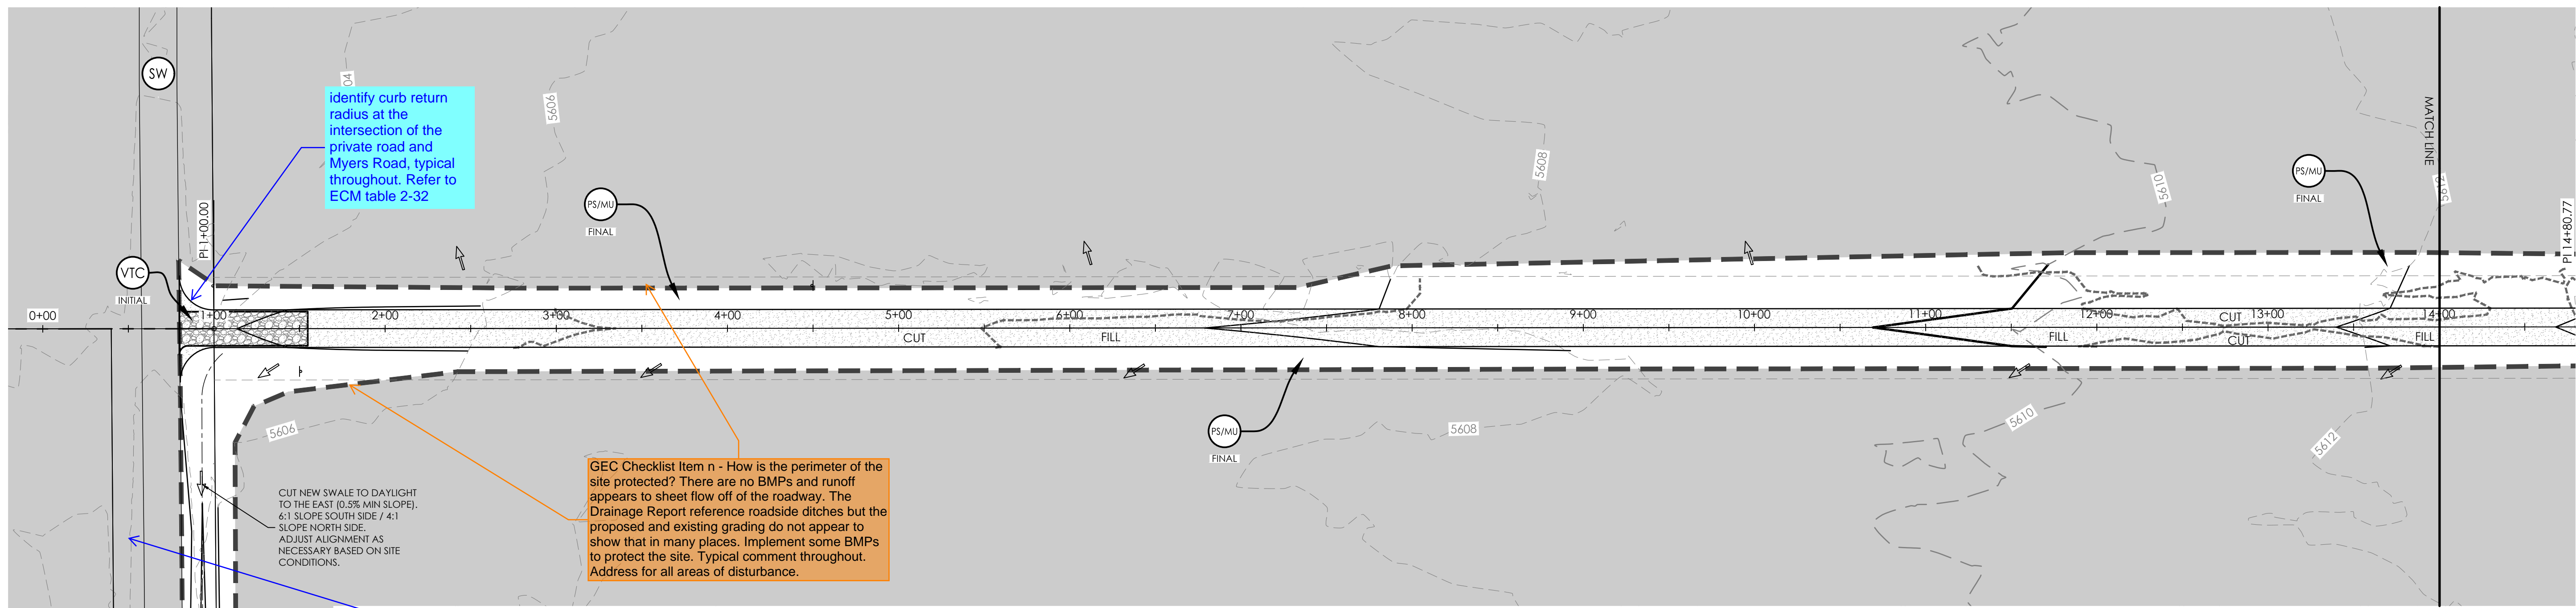 SW
04
identify curb return
radius at the
intersection of the
private road and
Myers Road, typical
throughout. Refer to
ECM table 2-32
5606
5608
5610
MATCH LINE
5612
PS/MU
FINAL
PS/MU
FINAL
PI 1+00.00
PI 14+80.77
VTC
INITIAL
0+00
1+00
2+00
3+00
4+00
5+00
6+00
7+00
8+00
9+00
10+00
11+00
12+00
13+00
14+00
CUT
FILL
FILL
CUT
CUT
FILL
5606
PS/MU
FINAL
5608
5610
5612
CUT NEW SWALE TO DAYLIGHT
TO THE EAST (0.5% MIN SLOPE).
6:1 SLOPE SOUTH SIDE / 4:1
SLOPE NORTH SIDE.
ADJUST ALIGNMENT AS
NECESSARY BASED ON SITE
CONDITIONS.
GEC Checklist Item n - How is the perimeter of the
site protected? There are no BMPs and runoff
appears to sheet flow off of the roadway. The
Drainage Report reference roadside ditches but the
proposed and existing grading do not appear to
show that in many places. Implement some BMPs
to protect the site. Typical comment throughout.
Address for all areas of disturbance.